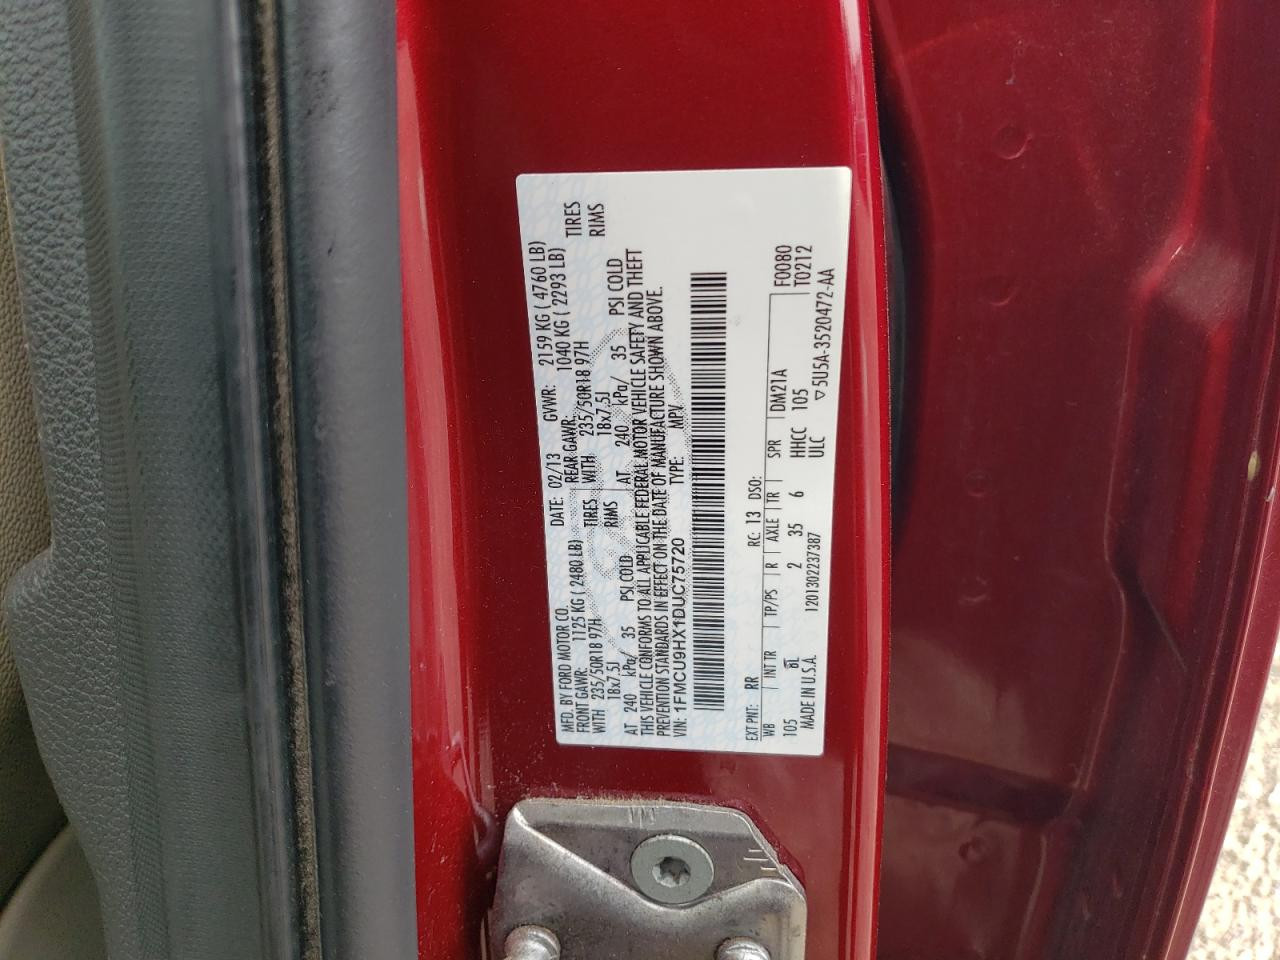 MFD. BY FORD MOTOR CO.
DATE: 02/13 GVWR: 2159 KG ( 4760 LB)
FRONT GAWR: 1125 KG ( 2480 LB) REAR GAWR: 1040 KG ( 2293 LB)
WITH 235/50R18 97H TIRES WITH 235/50R18 97H TIRES
18x7.5J RIMS 18x7.5J RIMS
AT 240 kPa/ 35 PSI COLD AT 240 kPa/ 35 PSI COLD
THIS VEHICLE CONFORMS TO ALL APPLICABLE FEDERAL MOTOR VEHICLE SAFETY AND THEFT
PREVENTION STANDARDS IN EFFECT ON THE DATE OF MANUFACTURE SHOWN ABOVE.
VIN: 1FMCU9HX1DUC75720 TYPE: MPV
EXT PNT: RR RC: 13 DSO: F0080
WB INT TR TP/PS R AXLE TR SPR DM21A T0212
105 8L 2 35 6 HHCC 105
MADE IN U.S.A. 1201302237387 ULC ▽5U5A-3520472-AA